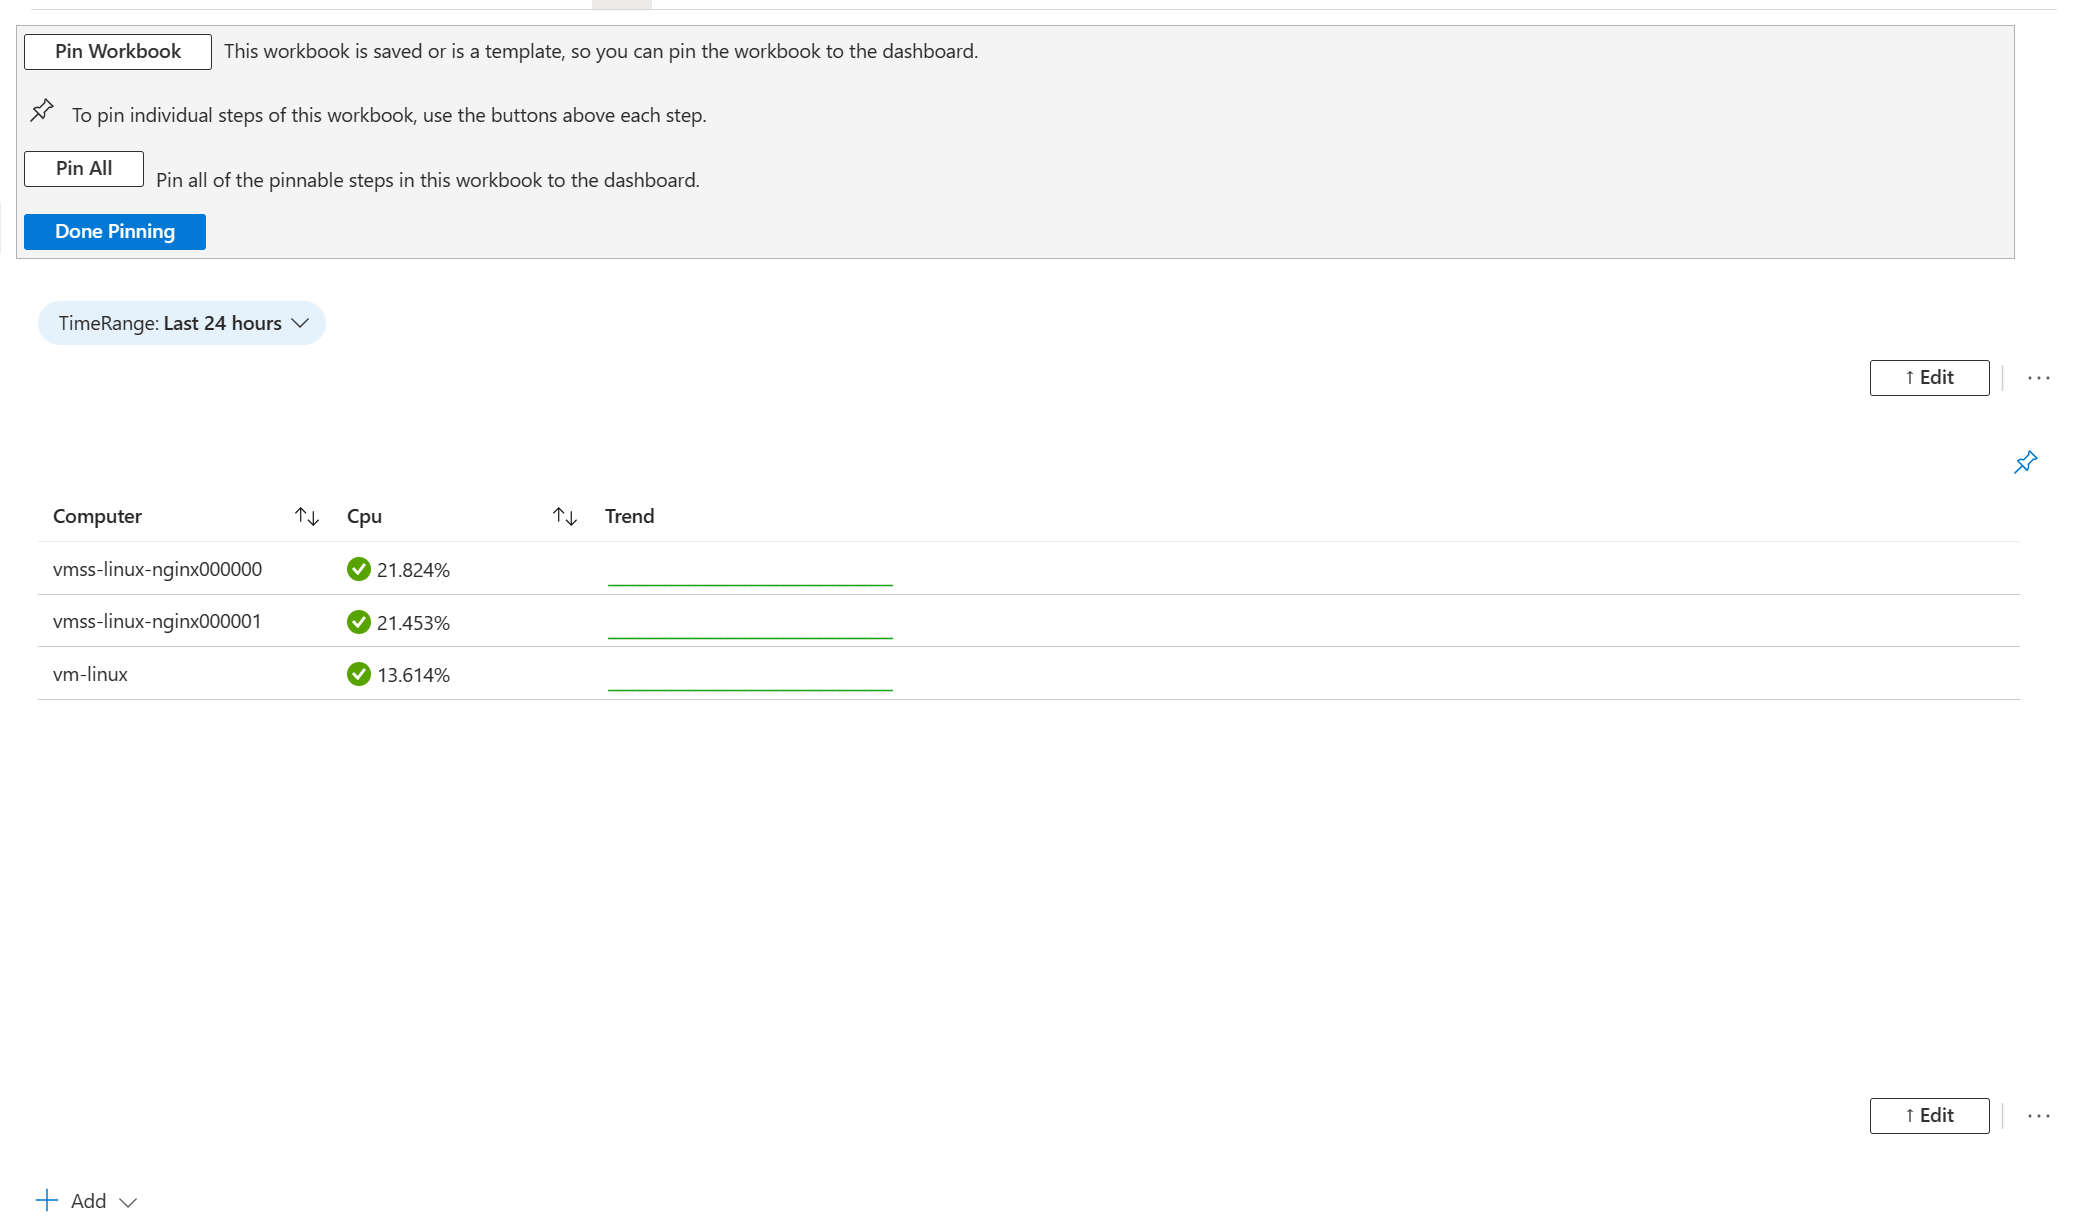 Pin Workbook This workbook is saved or is a template, so you can pin the workbook to the dashboard.
To pin individual steps of this workbook, use the buttons above each step.
Pin All Pin all of the pinnable steps in this workbook to the dashboard.
Done Pinning
TimeRange: Last 24 hours
↑ Edit ...
Computer ↑↓ Cpu ↑↓ Trend
vmss-linux-nginx000000 21.824%
vmss-linux-nginx000001 21.453%
vm-linux 13.614%
↑ Edit ...
+ Add